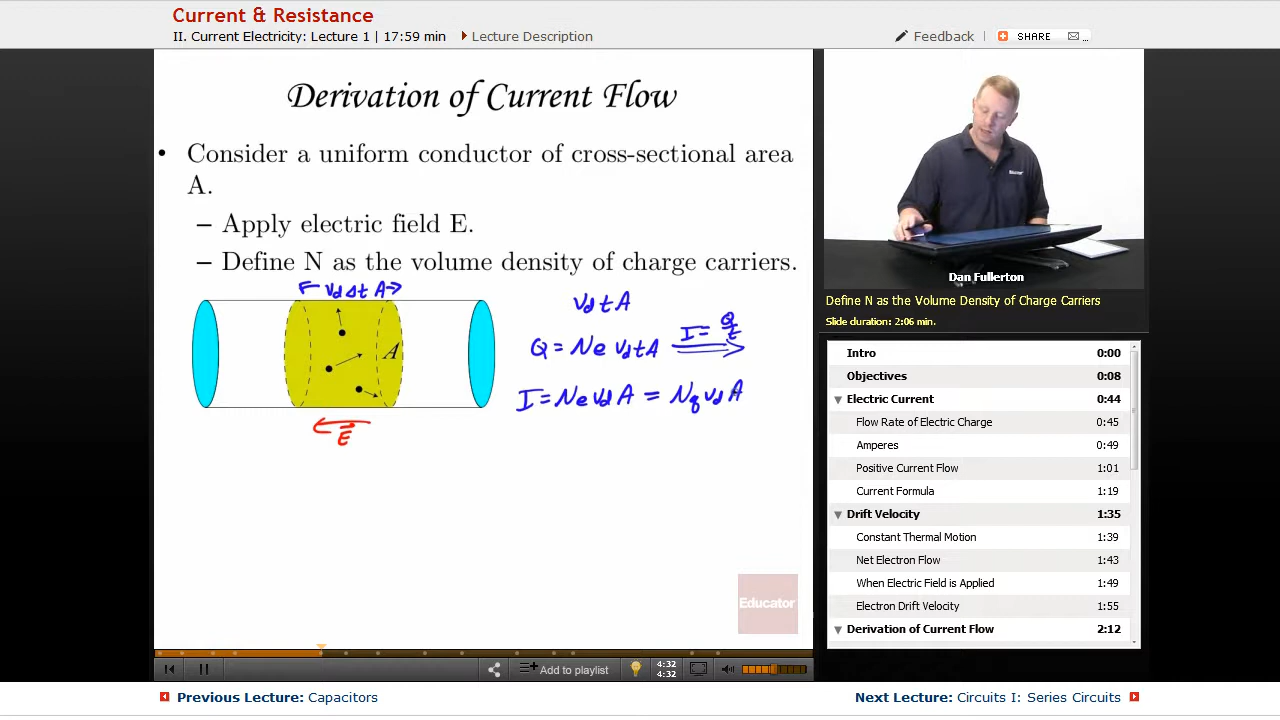 Current & Resistance
II. Current Electricity: Lecture 1 | 17:59 min
Lecture Description
Feedback
SHARE
Derivation of Current Flow
• Consider a uniform conductor of cross-sectional area
A.
– Apply electric field E.
– Define N as the volume density of charge carriers.
vd Δt A
vd t A
I = Q/t
Q = Ne vd t A
A
I = Ne vd A = Nq vd A
E
Educator
Dan Fullerton
Define N as the Volume Density of Charge Carriers
Slide duration: 2:06 min.
Intro 0:00
Objectives 0:08
Electric Current 0:44
Flow Rate of Electric Charge 0:45
Amperes 0:49
Positive Current Flow 1:01
Current Formula 1:19
Drift Velocity 1:35
Constant Thermal Motion 1:39
Net Electron Flow 1:43
When Electric Field is Applied 1:49
Electron Drift Velocity 1:55
Derivation of Current Flow 2:12
Add to playlist
4:32
4:32
Previous Lecture: Capacitors
Next Lecture: Circuits I: Series Circuits